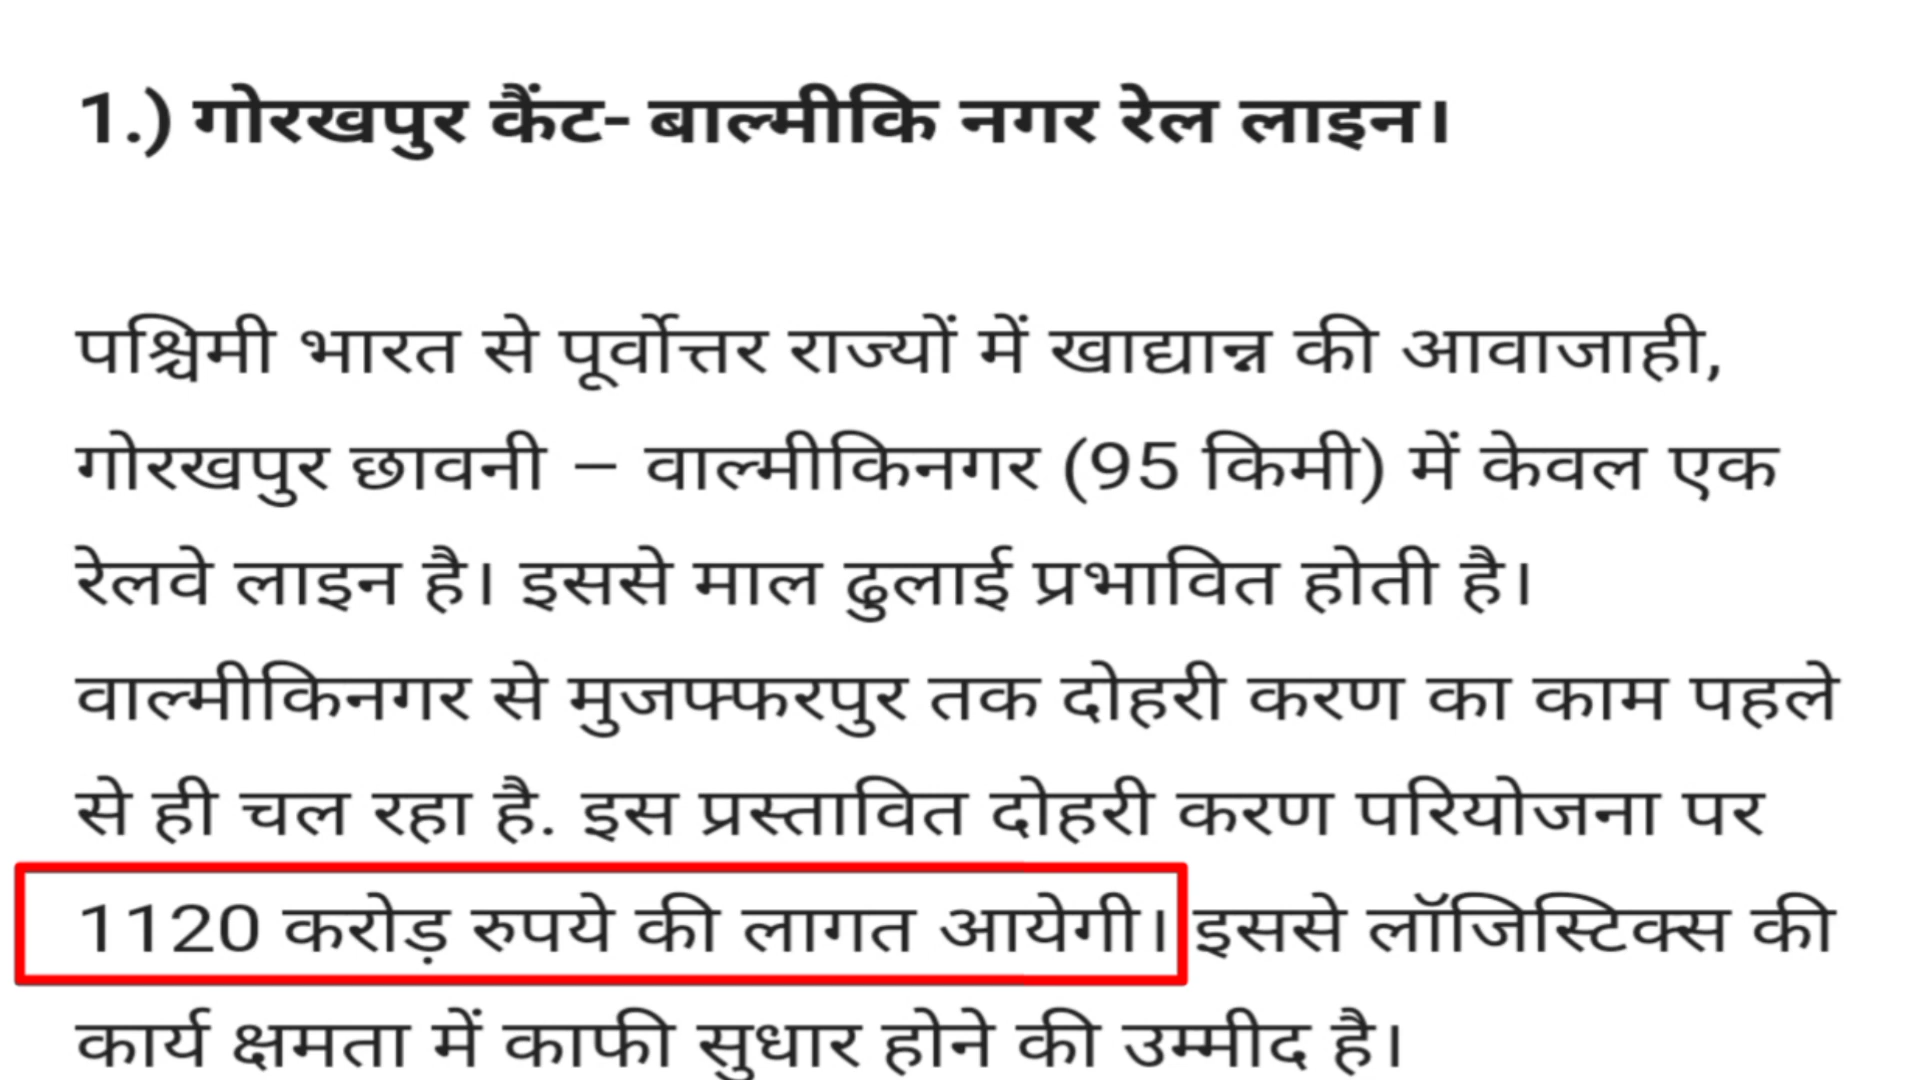 1.) गोरखपुर कैंट- बाल्मीकि नगर रेल लाइन।
पश्चिमी भारत से पूर्वोत्तर राज्यों में खाद्यान्न की आवाजाही,
गोरखपुर छावनी – वाल्मीकिनगर (95 किमी) में केवल एक
रेलवे लाइन है। इससे माल ढुलाई प्रभावित होती है।
वाल्मीकिनगर से मुजफ्फरपुर तक दोहरी करण का काम पहले
से ही चल रहा है. इस प्रस्तावित दोहरी करण परियोजना पर
1120 करोड़ रुपये की लागत आयेगी। इससे लॉजिस्टिक्स की
कार्य क्षमता में काफी सुधार होने की उम्मीद है।